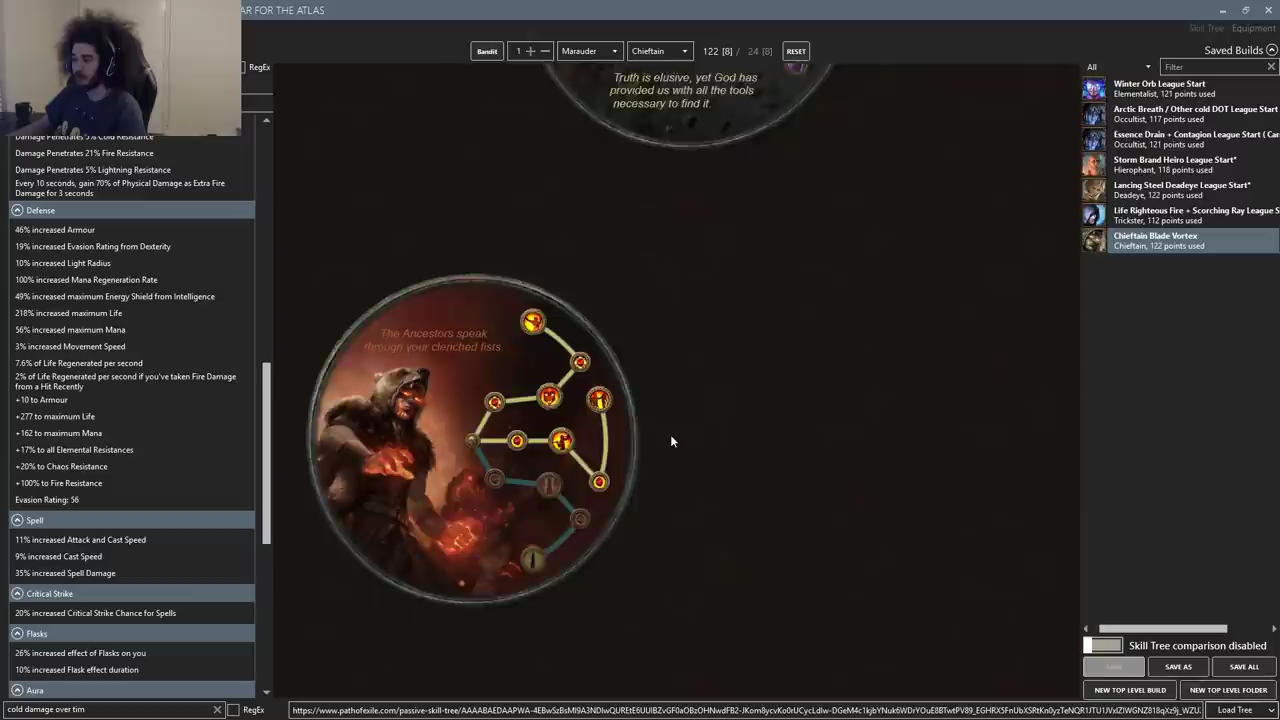 AR FOR THE ATLAS
Skill Tree Equipment
Bandit 1 Marauder Chieftain 122 [8] / 24 [8] RESET
Saved Builds
RegEx
All Filter
Winter Orb League Start
Elementalist, 121 points used
Arctic Breath / Other cold DOT League Start
Occultist, 117 points used
Essence Drain + Contagion League Start ( Can
Occultist, 121 points used
Storm Brand Heiro League Start*
Hierophant, 118 points used
Lancing Steel Deadeye League Start*
Deadeye, 122 points used
Life Righteous Fire + Scorching Ray League S
Trickster, 112 points used
Chieftain Blade Vortex
Chieftain, 122 points used
Truth is elusive, yet God has
provided us with all the tools
necessary to find it.
Damage Penetrates 5% Cold Resistance
Damage Penetrates 21% Fire Resistance
Damage Penetrates 5% Lightning Resistance
Every 10 seconds, gain 70% of Physical Damage as Extra Fire
Damage for 3 seconds
Defense
46% increased Armour
19% increased Evasion Rating from Dexterity
10% increased Light Radius
100% increased Mana Regeneration Rate
49% increased maximum Energy Shield from Intelligence
218% increased maximum Life
56% increased maximum Mana
3% increased Movement Speed
7.6% of Life Regenerated per second
2% of Life Regenerated per second if you've taken Fire Damage
from a Hit Recently
+10 to Armour
+277 to maximum Life
+162 to maximum Mana
+17% to all Elemental Resistances
+20% to Chaos Resistance
+100% to Fire Resistance
Evasion Rating: 56
Spell
11% increased Attack and Cast Speed
9% increased Cast Speed
35% increased Spell Damage
Critical Strike
20% increased Critical Strike Chance for Spells
Flasks
26% increased effect of Flasks on you
10% increased Flask effect duration
Aura
The Ancestors speak
through your clenched fists.
Skill Tree comparison disabled
SAVE SAVE AS SAVE ALL
NEW TOP LEVEL BUILD NEW TOP LEVEL FOLDER
cold damage over tim RegEx
Load Tree